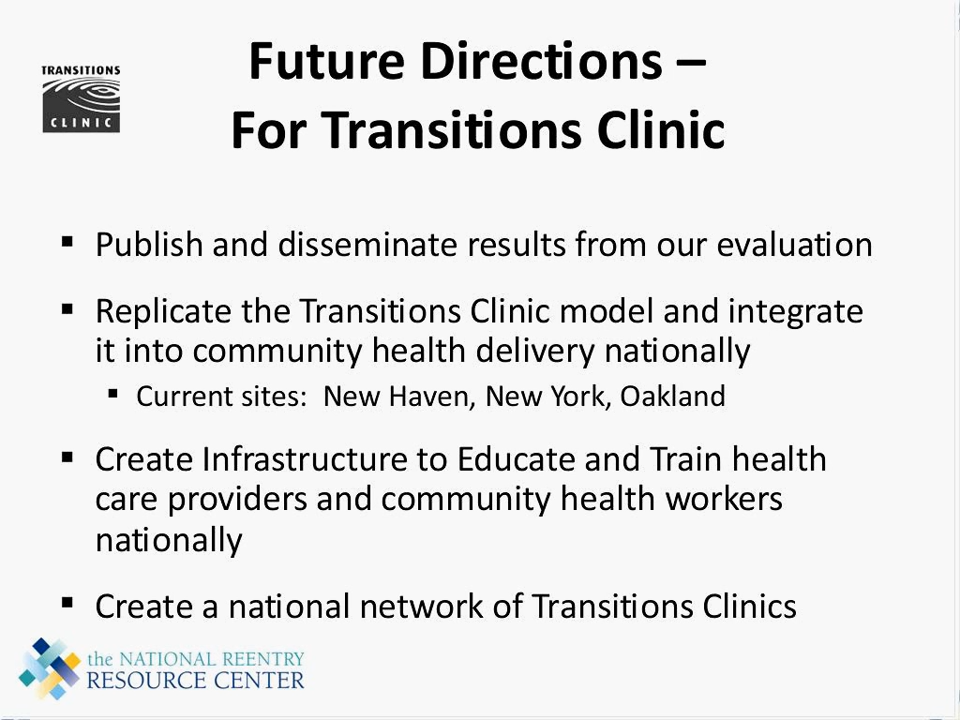 Future Directions –
For Transitions Clinic
TRANSITIONS
CLINIC
▪ Publish and disseminate results from our evaluation
▪ Replicate the Transitions Clinic model and integrate
it into community health delivery nationally
▪ Current sites:  New Haven, New York, Oakland
▪ Create Infrastructure to Educate and Train health
care providers and community health workers
nationally
▪ Create a national network of Transitions Clinics
the NATIONAL REENTRY
RESOURCE CENTER